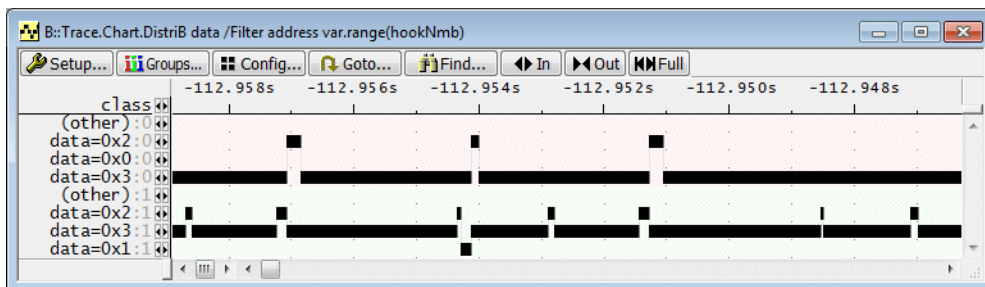 B::Trace.Chart.DistriB data /Filter address var.range(hookNmb)
Setup... Groups... Config... Goto... Find... In Out Full
-112.958s -112.956s -112.954s -112.952s -112.950s -112.948s
class
(other):0
data=0x2:0
data=0x0:0
data=0x3:0
(other):1
data=0x2:1
data=0x3:1
data=0x1:1